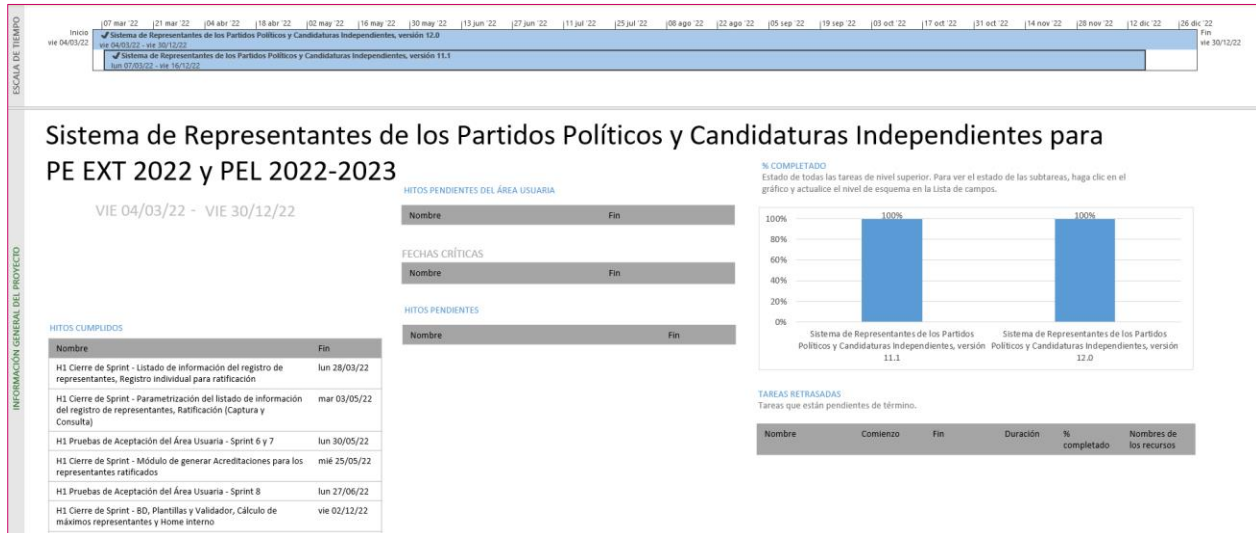 ESCALA DE TIEMPO
|07 mar '22 |21 mar '22 |04 abr '22 |18 abr '22 |02 may '22 |16 may '22 |30 may '22 |13 jun '22 |27 jun '22 |11 jul '22 |25 jul '22 |08 ago '22 |22 ago '22 |05 sep '22 |19 sep '22 |03 oct '22 |17 oct '22 |31 oct '22 |14 nov '22 |28 nov '22 |12 dic '22 |26 dic '22
Inicio
vie 04/03/22
✔Sistema de Representantes de los Partidos Políticos y Candidaturas Independientes, versión 12.0
vie 04/03/22 - vie 30/12/22
✔Sistema de Representantes de los Partidos Políticos y Candidaturas Independientes, versión 11.1
lun 07/03/22 - vie 16/12/22
Fin
vie 30/12/22
INFORMACIÓN GENERAL DEL PROYECTO
Sistema de Representantes de los Partidos Políticos y Candidaturas Independientes para
PE EXT 2022 y PEL 2022-2023
VIE 04/03/22 - VIE 30/12/22
HITOS CUMPLIDOS
Nombre Fin
H1 Cierre de Sprint - Listado de información del registro de lun 28/03/22
representantes, Registro individual para ratificación
H1 Cierre de Sprint - Parametrización del listado de información mar 03/05/22
del registro de representantes, Ratificación (Captura y
Consulta)
H1 Pruebas de Aceptación del Área Usuaria - Sprint 6 y 7 lun 30/05/22
H1 Cierre de Sprint - Módulo de generar Acreditaciones para los mié 25/05/22
representantes ratificados
H1 Pruebas de Aceptación del Área Usuaria - Sprint 8 lun 27/06/22
H1 Cierre de Sprint - BD, Plantillas y Validador, Cálculo de vie 02/12/22
máximos representantes y Home interno
HITOS PENDIENTES DEL ÁREA USUARIA
Nombre Fin
FECHAS CRÍTICAS
Nombre Fin
HITOS PENDIENTES
Nombre Fin
% COMPLETADO
Estado de todas las tareas de nivel superior. Para ver el estado de las subtareas, haga clic en el
gráfico y actualice el nivel de esquema en la Lista de campos.
100% 100%
100%
80%
60%
40%
20%
0%
Sistema de Representantes de los Partidos
Políticos y Candidaturas Independientes, versión
11.1
Sistema de Representantes de los Partidos
Políticos y Candidaturas Independientes, versión
12.0
TAREAS RETRASADAS
Tareas que están pendientes de término.
Nombre Comienzo Fin Duración % Nombres de
completado los recursos